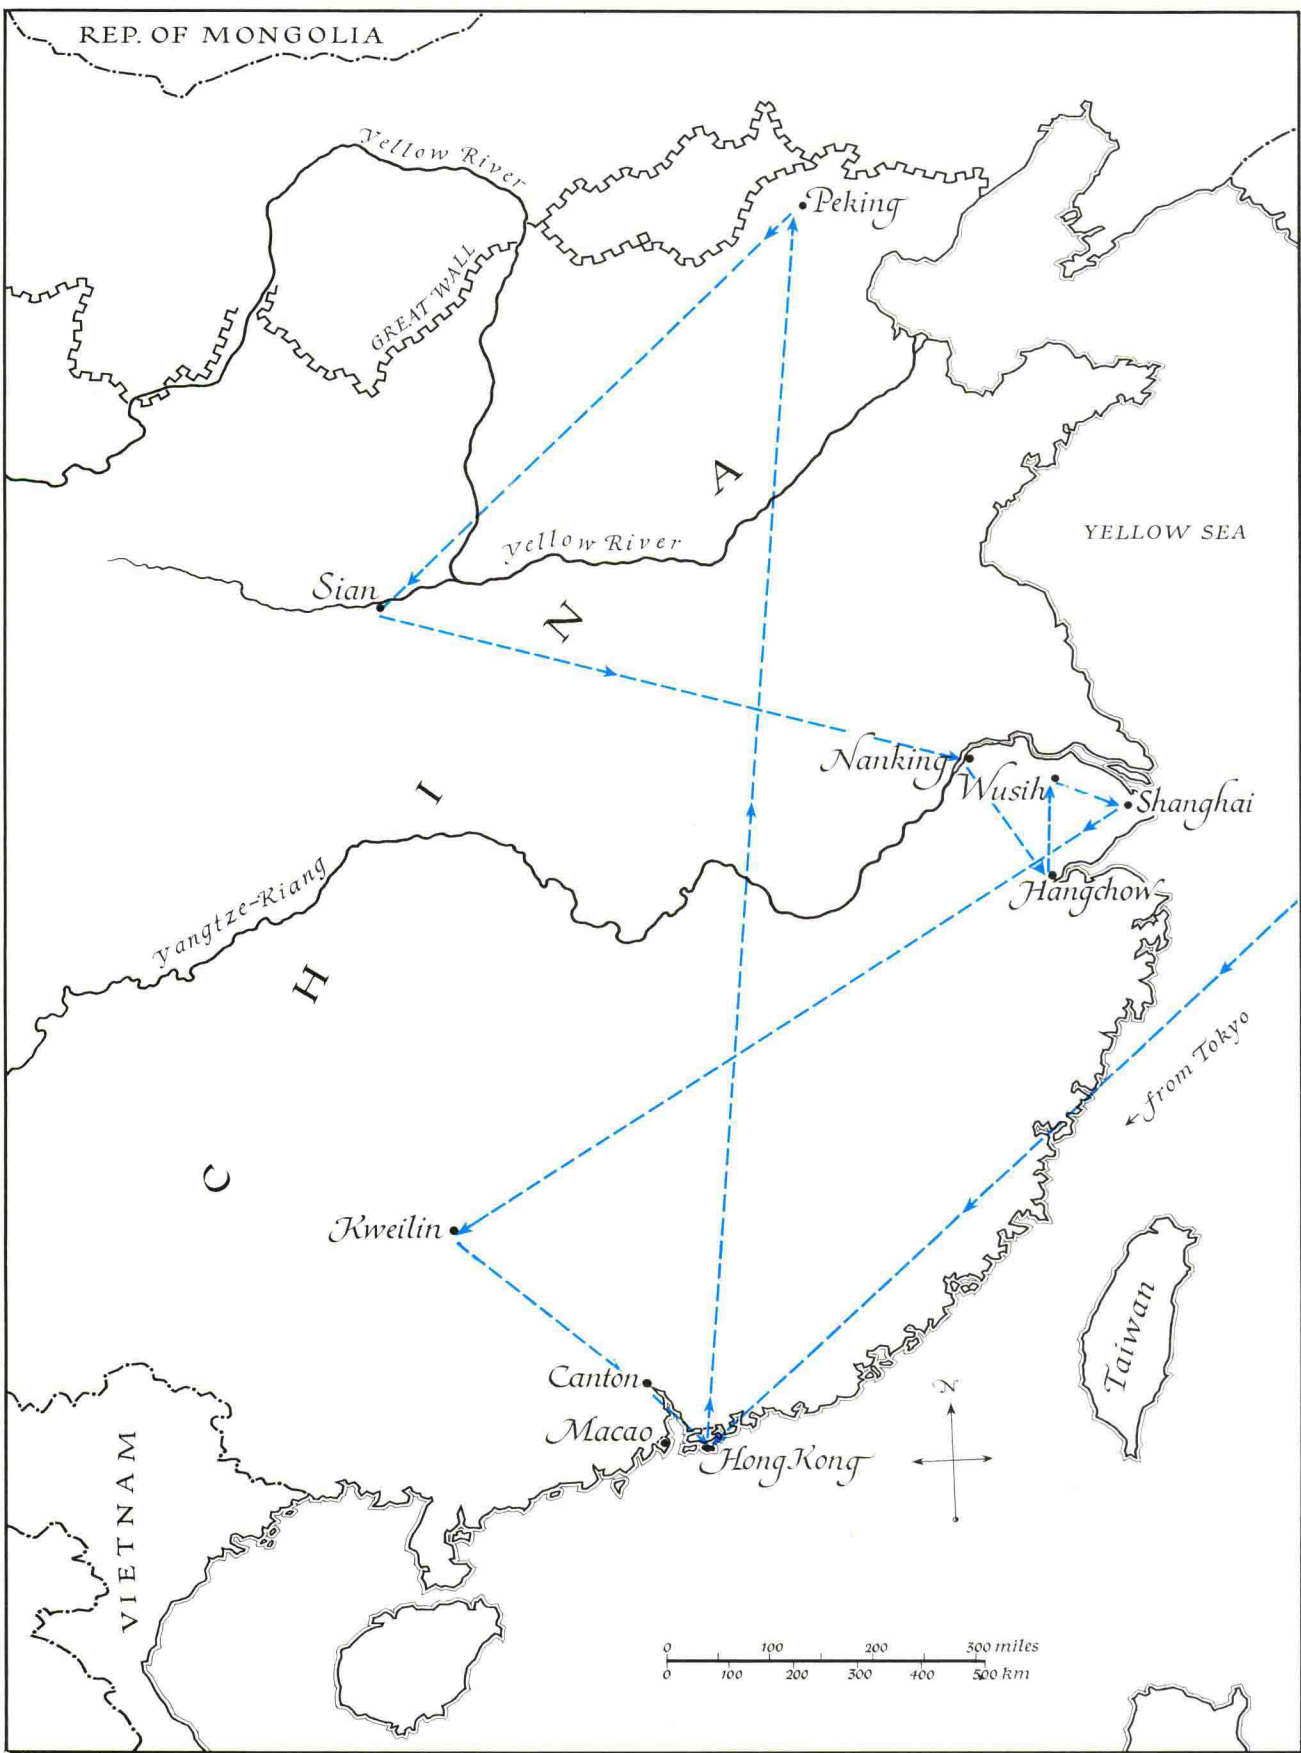 REP. OF MONGOLIA
Yellow River
Peking
GREAT WALL
A
YELLOW SEA
Yellow River
Sian
N
Nanking
Wusih
Shanghai
I
Hangchow
Yangtze-Kiang
H
← from Tokyo
C
Kweilin
Taiwan
Canton
N
Macao
Hong Kong
VIETNAM
0 100 200 300 miles
0 100 200 300 400 500 km